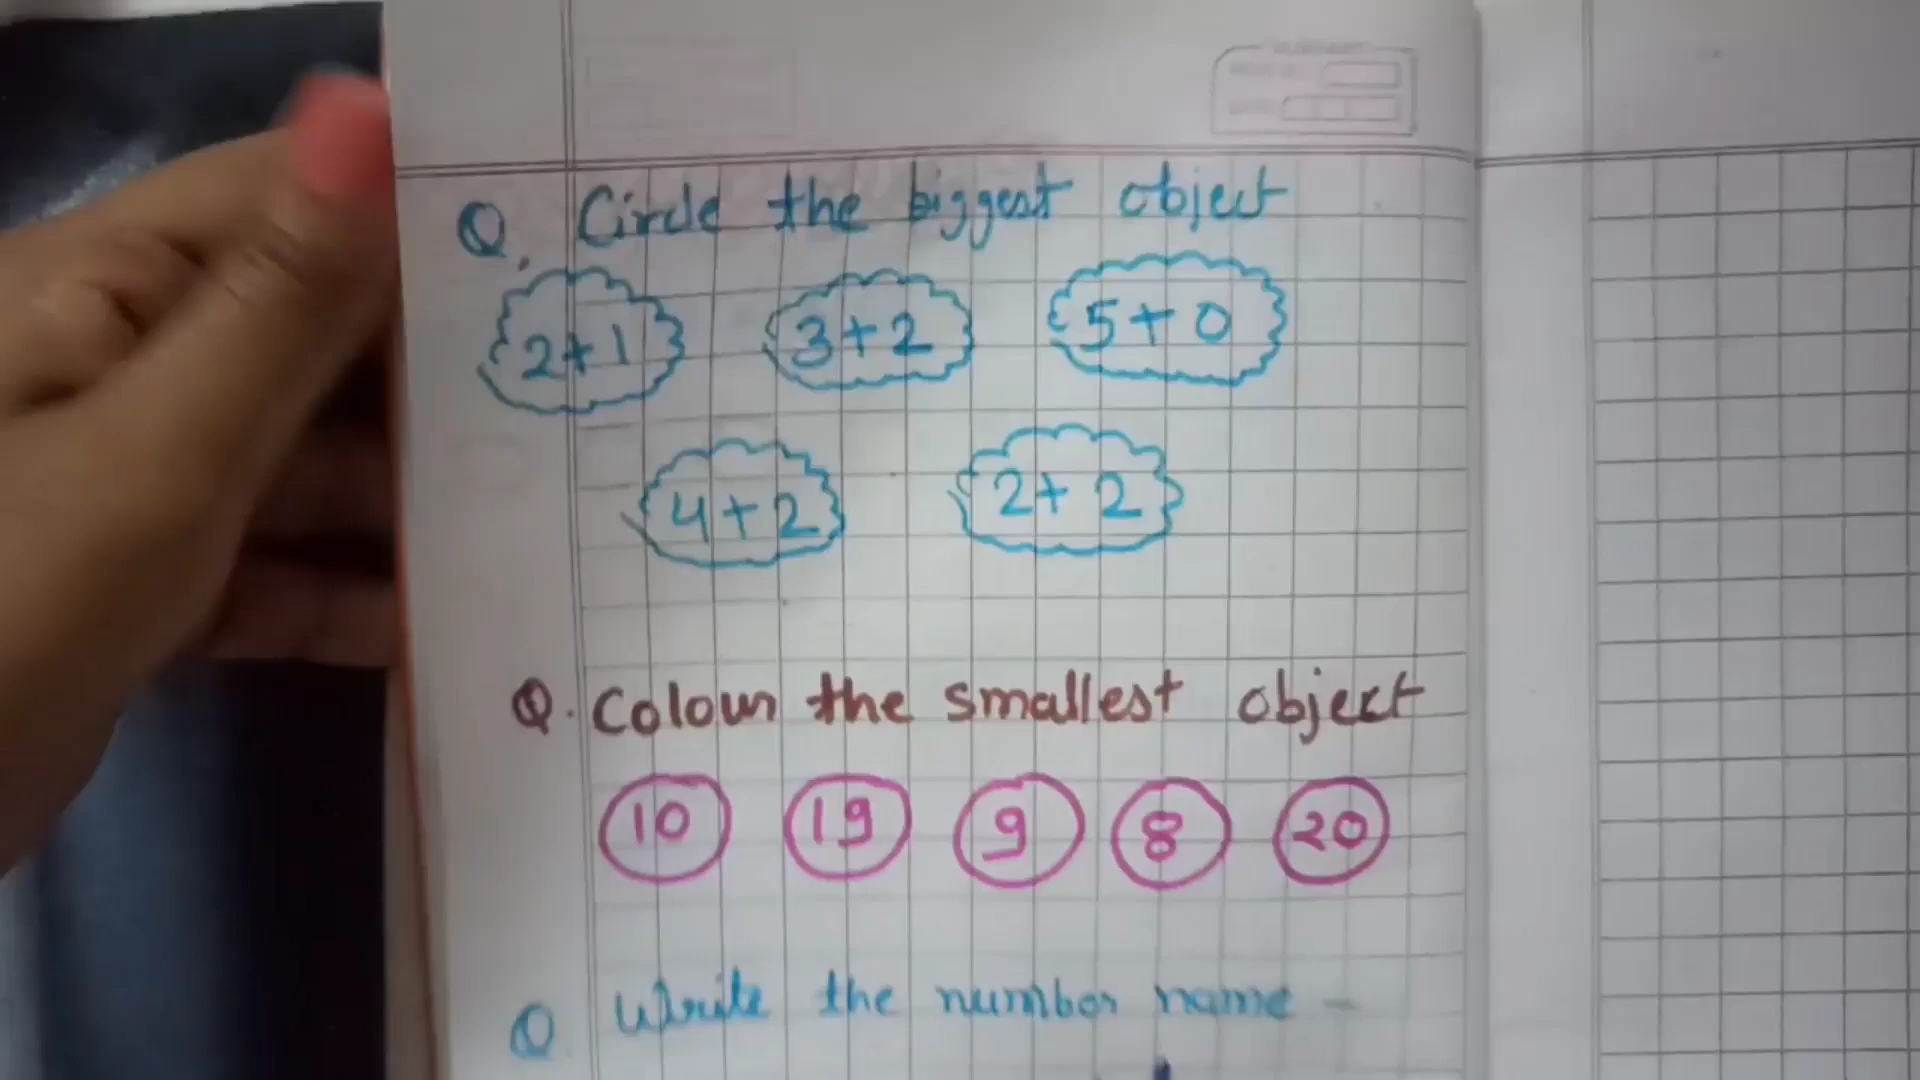 Q. Circle the biggest object
2+1 3+2 5+0
4+2 2+2
Q. Colour the smallest object
10 19 9 8 20
Q Write the number name -